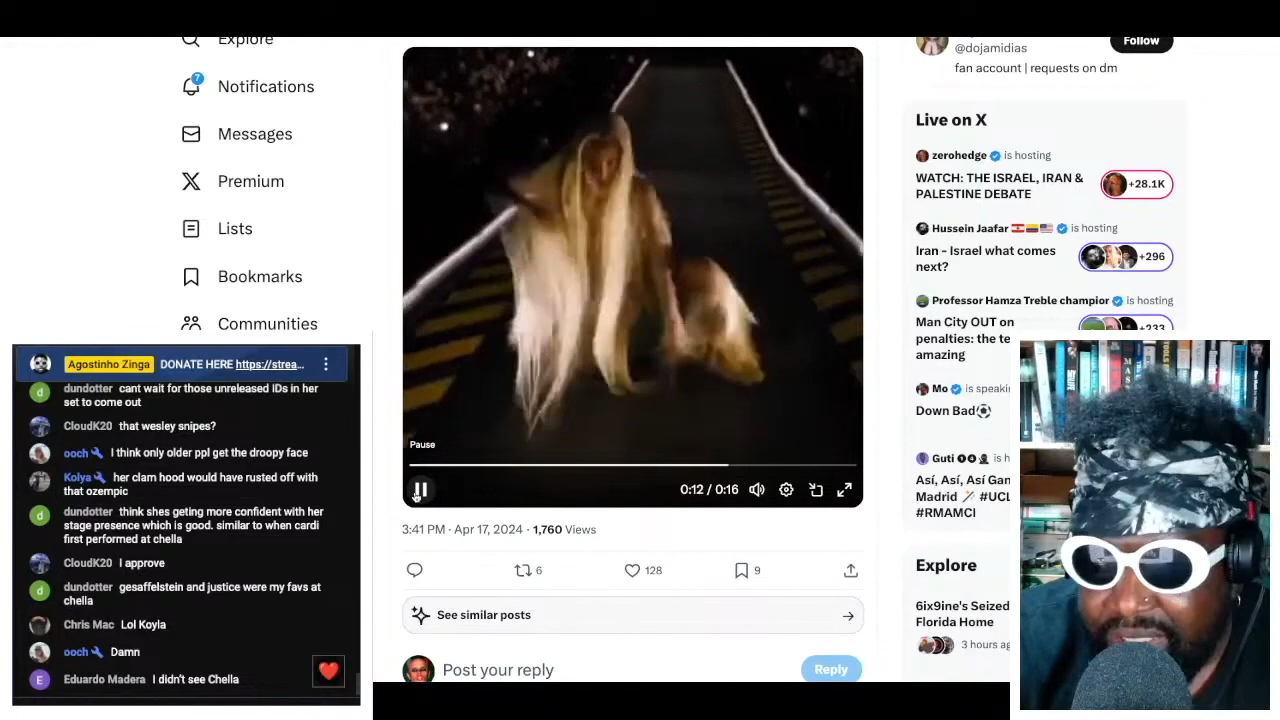 Explore
7
Notifications
Messages
Premium
Lists
Bookmarks
Communities
Agostinho Zinga DONATE HERE https://strea...
dundotter cant wait for those unreleased IDs in her
set to come out
CloudK20 that wesley snipes?
ooch I think only older ppl get the droopy face
Kolya her clam hood would have rusted off with
that ozempic
dundotter think shes geting more confident with her
stage presence which is good. similar to when cardi
first performed at chella
CloudK20 I approve
dundotter gesaffelstein and justice were my favs at
chella
Chris Mac Lol Koyla
ooch Damn
Eduardo Madera I didn't see Chella
Pause
0:12 / 0:16
3:41 PM · Apr 17, 2024 · 1,760 Views
6
128
9
See similar posts
Post your reply
Reply
@dojamidias
Follow
fan account | requests on dm
Live on X
zerohedge is hosting
WATCH: THE ISRAEL, IRAN &
PALESTINE DEBATE
+28.1K
Hussein Jaafar is hosting
Iran - Israel what comes
next?
+296
Professor Hamza Treble champion is hosting
Man City OUT on
penalties: the te
amazing
+233
Mo is speaki
Down Bad
Guti is h
Así, Así, Así Gan
Madrid #UCL
#RMAMCI
Explore
6ix9ine's Seized
Florida Home
3 hours ag